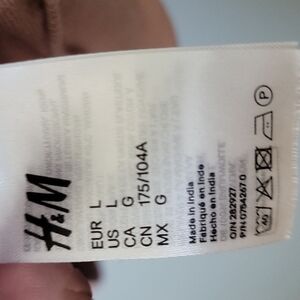 H&M
EUR L
US L
CA G
CN 175/104A
MX G
Made in India
Fabriqué en Inde
Hecho en India
O/N 282927
P/N 0754267.0
40
P